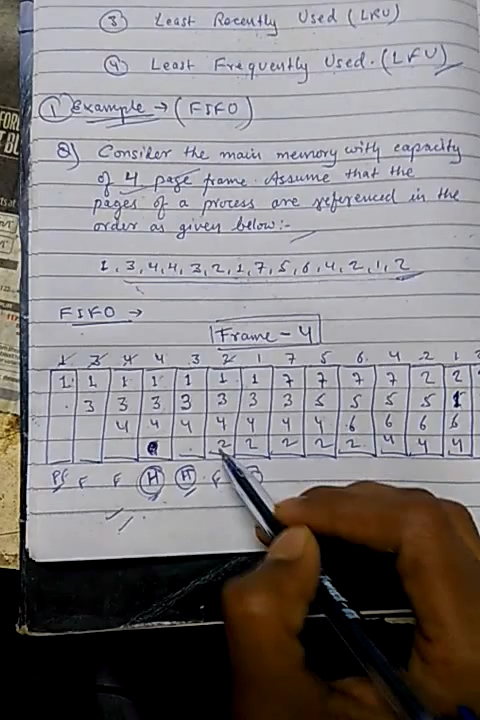 ③ Least Recently Used (LRU)
④ Least Frequently Used. (LFU)
① Example → (FIFO)
Q) Consider the main memory with capacity
of 4 page frame. Assume that the
pages of a process are referenced in the
order as given below:-
1, 3, 4, 4, 3, 2, 1, 7, 5, 6, 4, 2, 1, 2
FIFO →
Frame - 4
1 3 4 4 3 2 1 7 5 6 4 2 1 2
1 1 1 1 1 1 1 7 7 7 7 2 2
3 3 3 3 3 3 3 5 5 5 5 1
4 4 4 4 4 4 4 6 6 6 6
2 2 2 2 2 4 4 4
PF F F H H F